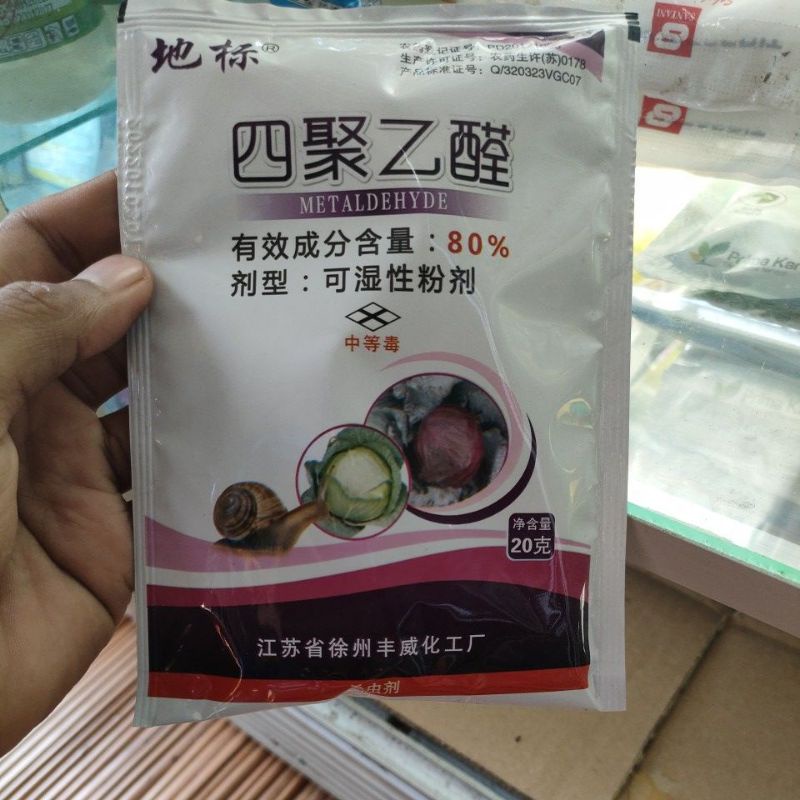 地标®
生产许可证号：农药生许(苏)0178
产品标准证号：Q/320323VGC07
四聚乙醛
METALDEHYDE
有效成分含量：80%
剂型：可湿性粉剂
中等毒
净含量
20克
江苏省徐州丰威化工厂
SANTANI